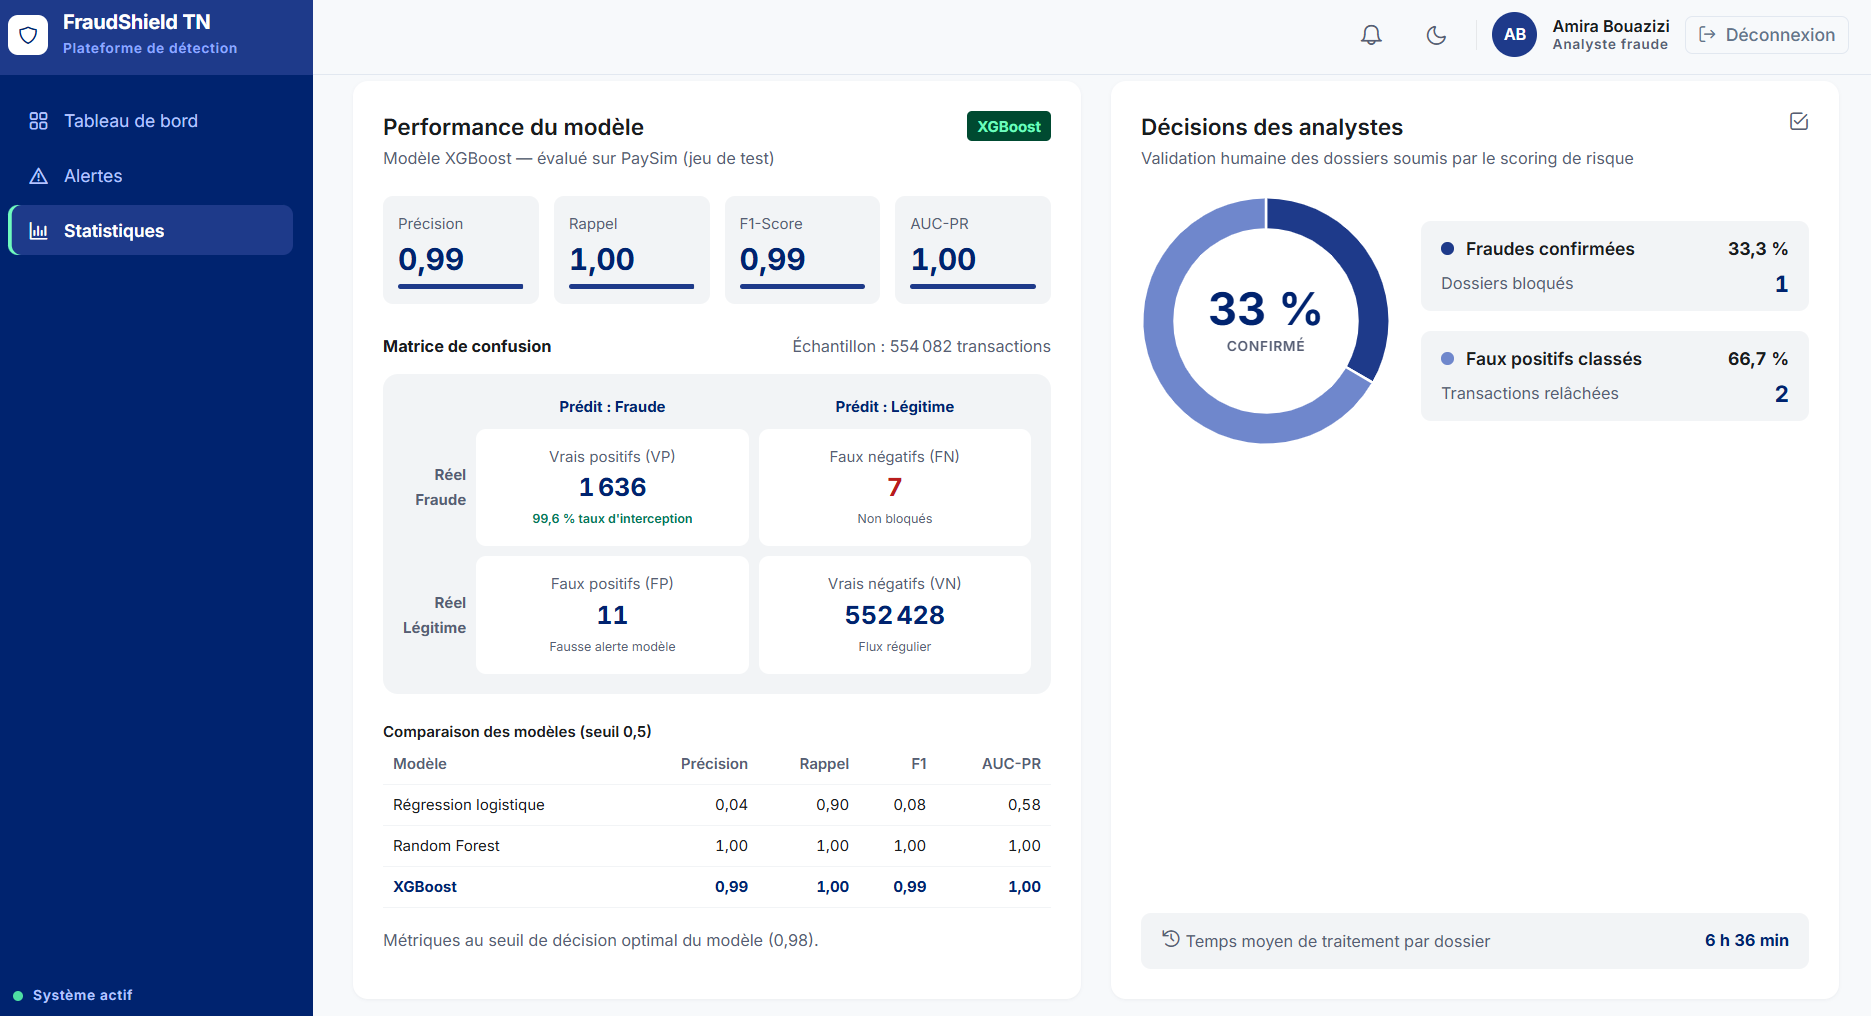 FraudShield TN
Plateforme de détection
AB
Amira Bouazizi
Analyste fraude
Déconnexion
Tableau de bord
Alertes
Statistiques
Système actif
Performance du modèle
XGBoost
Modèle XGBoost — évalué sur PaySim (jeu de test)
Précision
0,99
Rappel
1,00
F1-Score
0,99
AUC-PR
1,00
Matrice de confusion
Échantillon : 554 082 transactions
Prédit : Fraude
Prédit : Légitime
Réel
Fraude
Vrais positifs (VP)
1 636
99,6 % taux d'interception
Faux négatifs (FN)
7
Non bloqués
Réel
Légitime
Faux positifs (FP)
11
Fausse alerte modèle
Vrais négatifs (VN)
552 428
Flux régulier
Comparaison des modèles (seuil 0,5)
Modèle Précision Rappel F1 AUC-PR
Régression logistique 0,04 0,90 0,08 0,58
Random Forest 1,00 1,00 1,00 1,00
XGBoost 0,99 1,00 0,99 1,00
Métriques au seuil de décision optimal du modèle (0,98).
Décisions des analystes
Validation humaine des dossiers soumis par le scoring de risque
33 %
CONFIRMÉ
Fraudes confirmées 33,3 %
Dossiers bloqués 1
Faux positifs classés 66,7 %
Transactions relâchées 2
Temps moyen de traitement par dossier 6 h 36 min